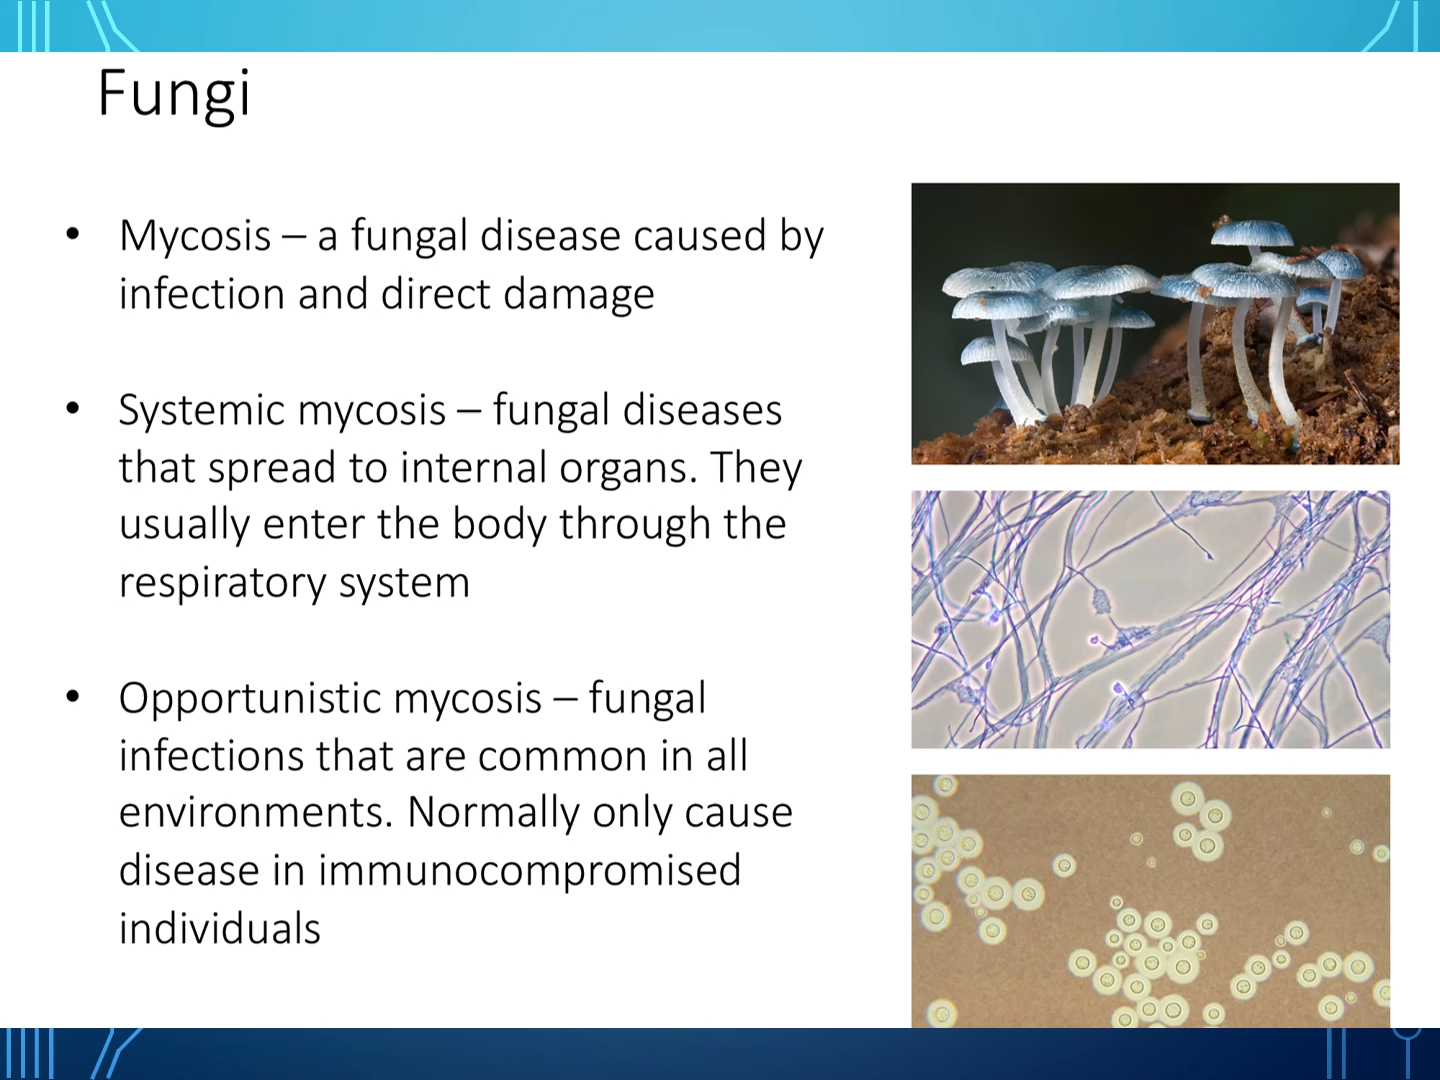 Fungi
• Mycosis – a fungal disease caused by
infection and direct damage
• Systemic mycosis – fungal diseases
that spread to internal organs. They
usually enter the body through the
respiratory system
• Opportunistic mycosis – fungal
infections that are common in all
environments. Normally only cause
disease in immunocompromised
individuals